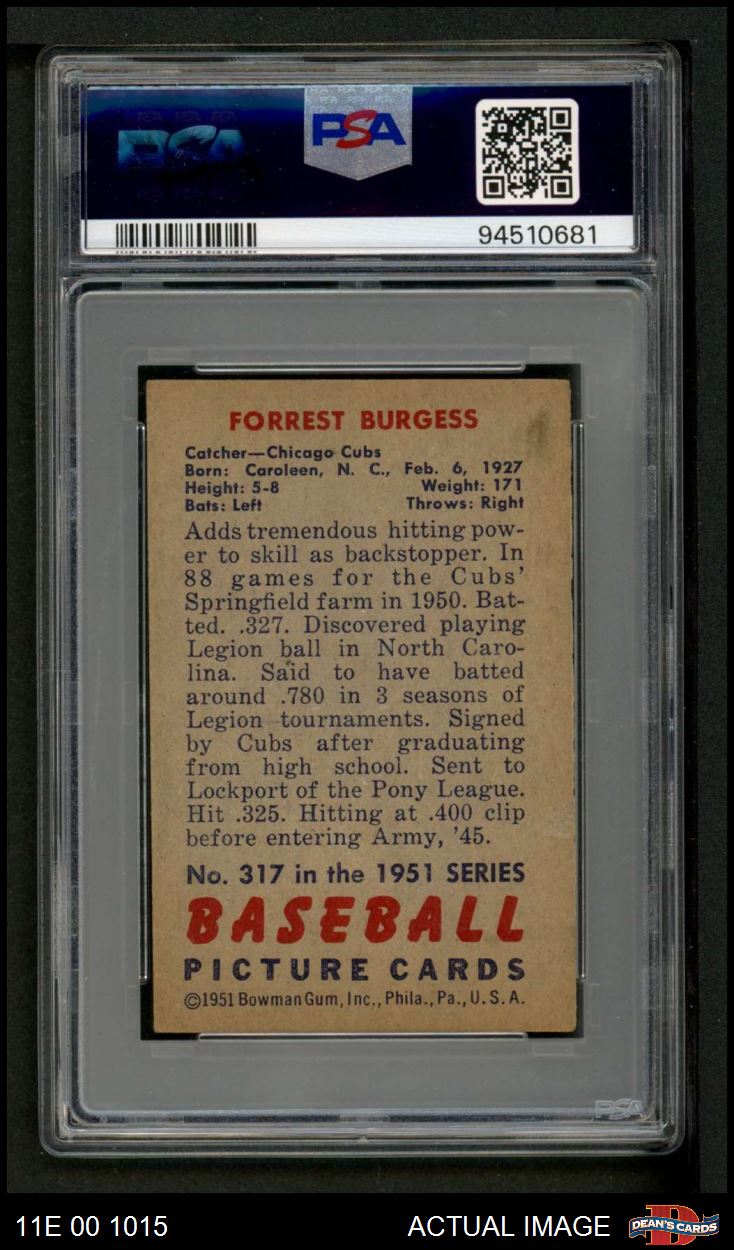 PSA
PSA
94510681
FORREST BURGESS
Catcher—Chicago Cubs
Born: Caroleen, N. C., Feb. 6, 1927
Height: 5-8 Weight: 171
Bats: Left Throws: Right
Adds tremendous hitting pow-
er to skill as backstopper. In
88 games for the Cubs'
Springfield farm in 1950. Bat-
ted. .327. Discovered playing
Legion ball in North Caro-
lina. Said to have batted
around .780 in 3 seasons of
Legion tournaments. Signed
by Cubs after graduating
from high school. Sent to
Lockport of the Pony League.
Hit .325. Hitting at .400 clip
before entering Army, '45.
No. 317 in the 1951 SERIES
BASEBALL
PICTURE CARDS
©1951 Bowman Gum, Inc., Phila., Pa., U. S. A.
PSA
11E 00 1015 ACTUAL IMAGE DEAN'S CARDS